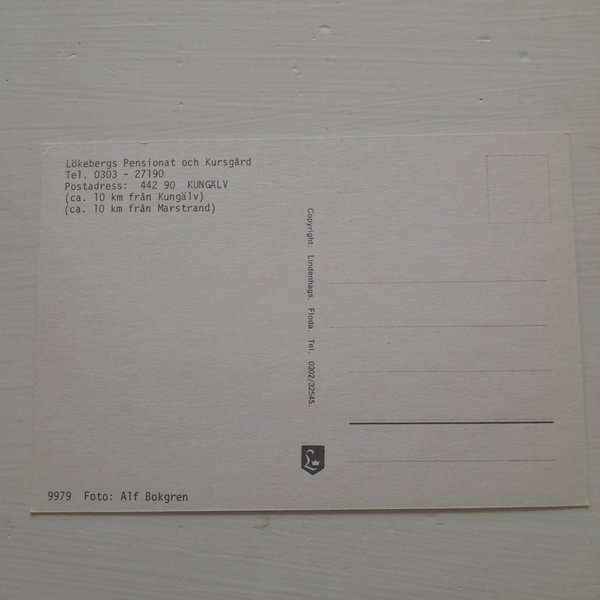 Lökebergs Pensionat och Kursgård
Tel. 0303 - 27190
Postadress: 442 90 KUNGÄLV
(ca. 10 km från Kungälv)
(ca. 10 km från Marstrand)
Copyright: Lindenhags, Floda. Tel. 0302/32545.
L
9979 Foto: Alf Bokgren